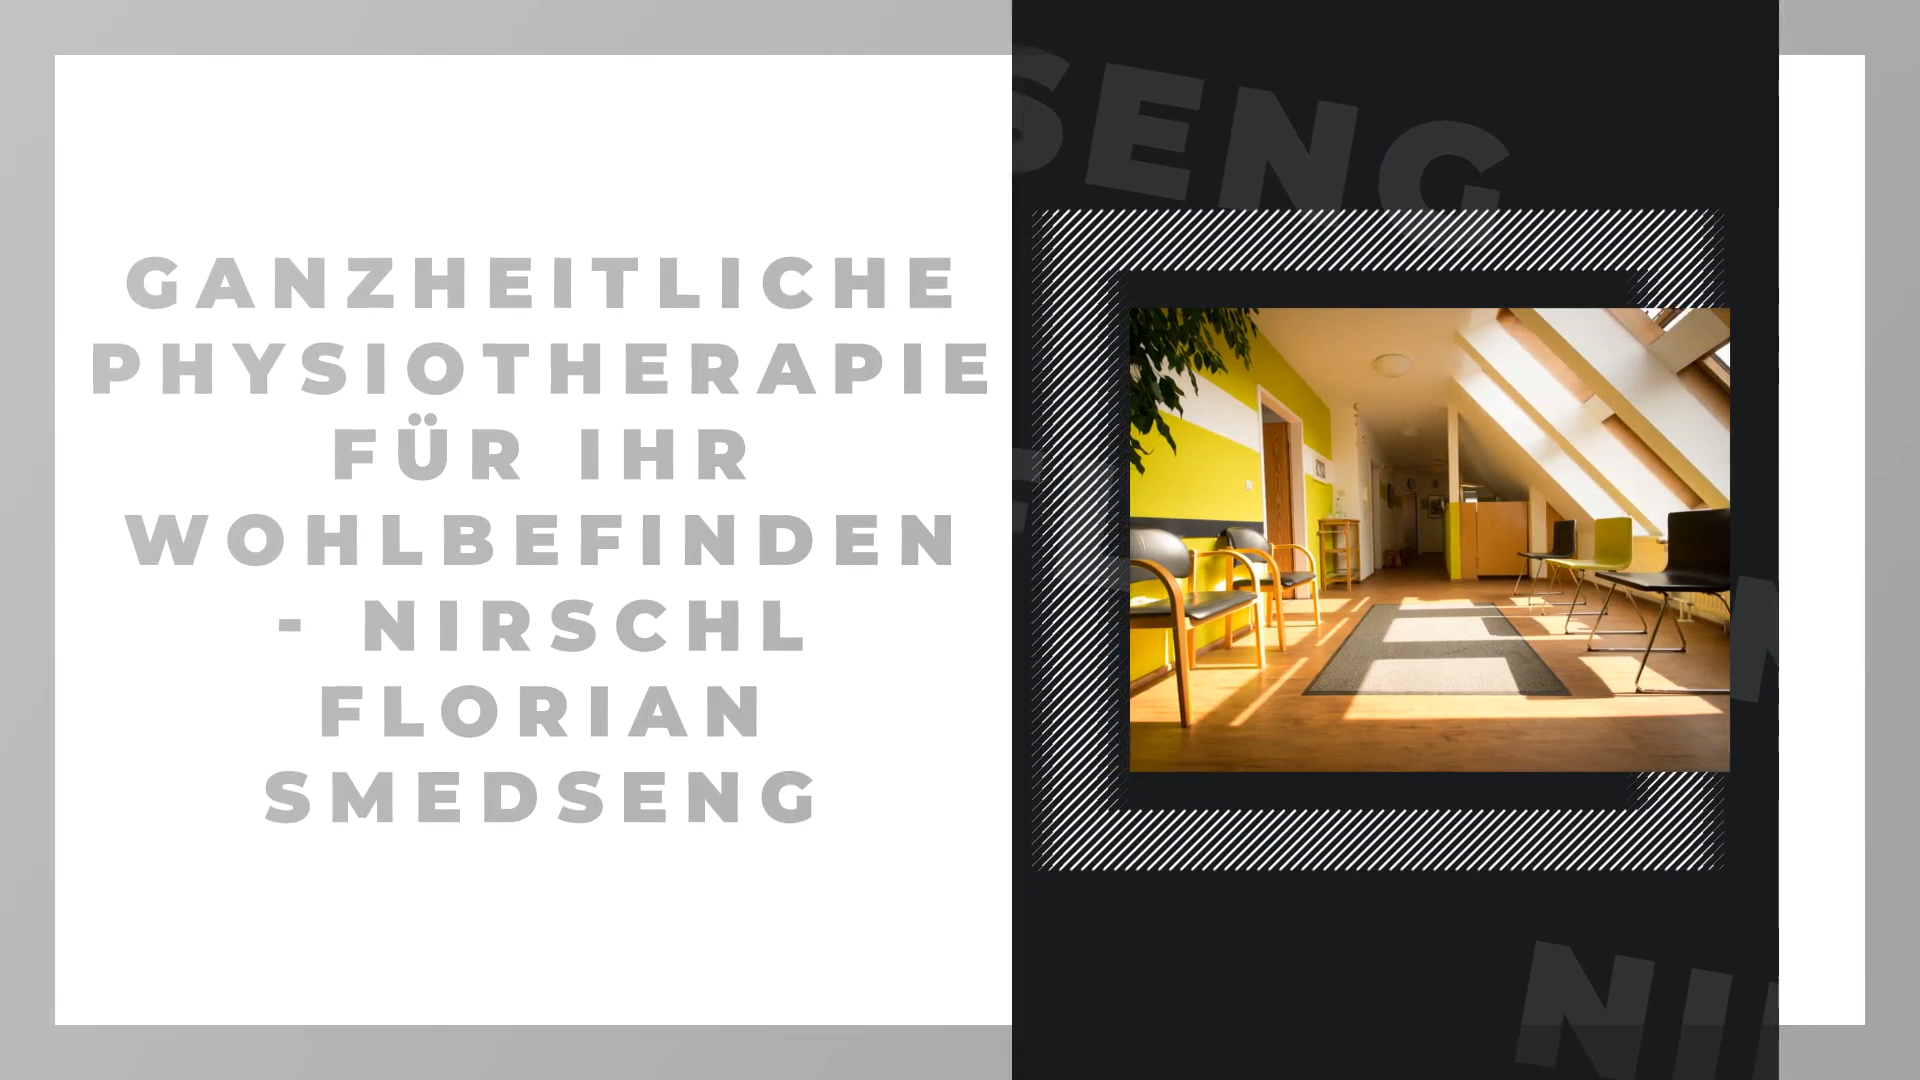 GANZHEITLICHE
PHYSIOTHERAPIE
FÜR IHR
WOHLBEFINDEN
- NIRSCHL
FLORIAN
SMEDSENG
SENG
NI